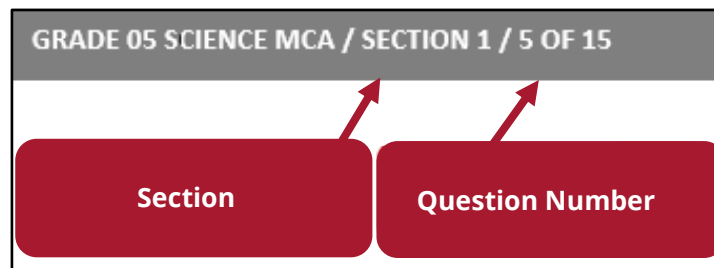 GRADE 05 SCIENCE MCA / SECTION 1 / 5 OF 15
Section
Question Number